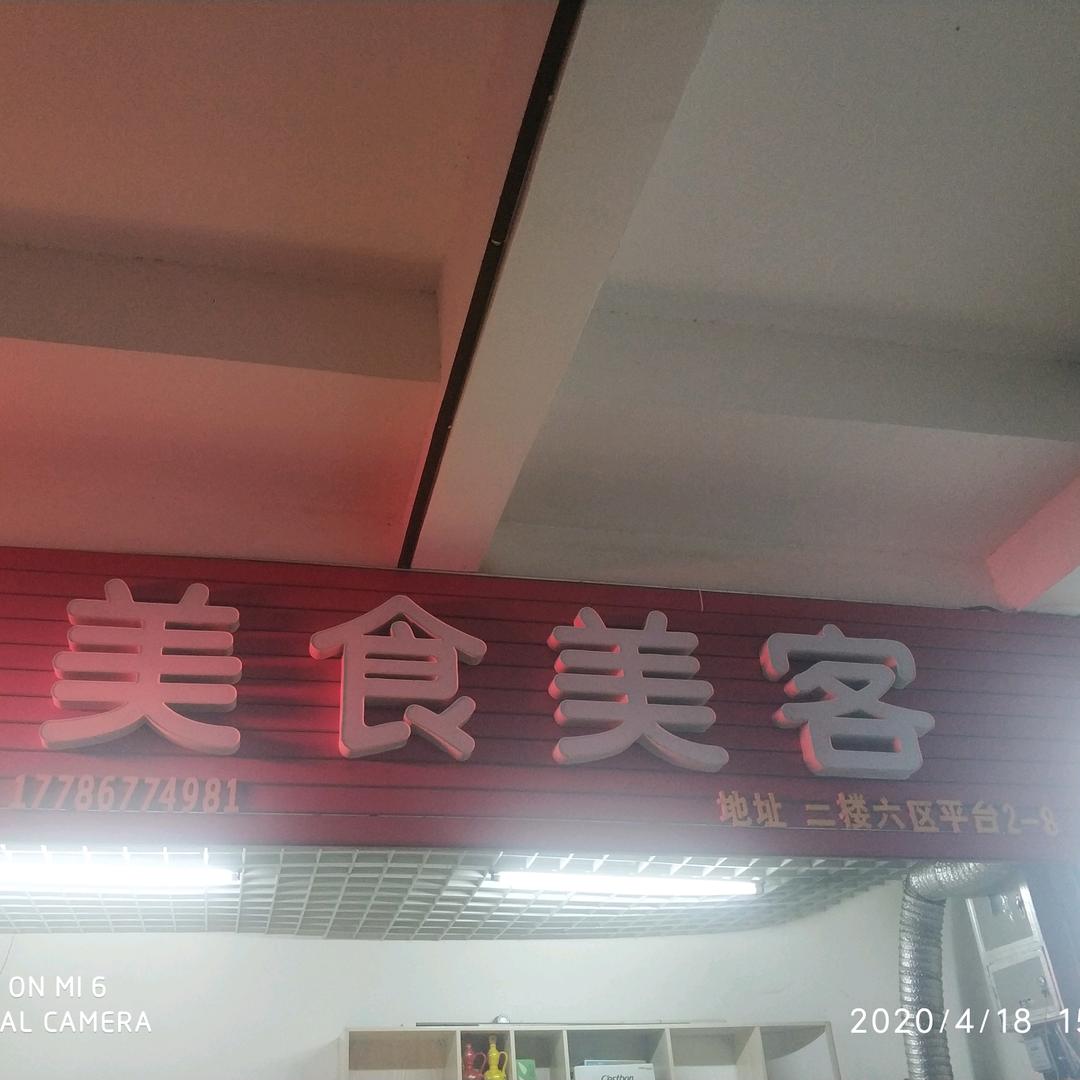 美食美客
17786774981
地址 二楼六区平台2-8
ON MI 6
AL CAMERA
2020/4/18 15